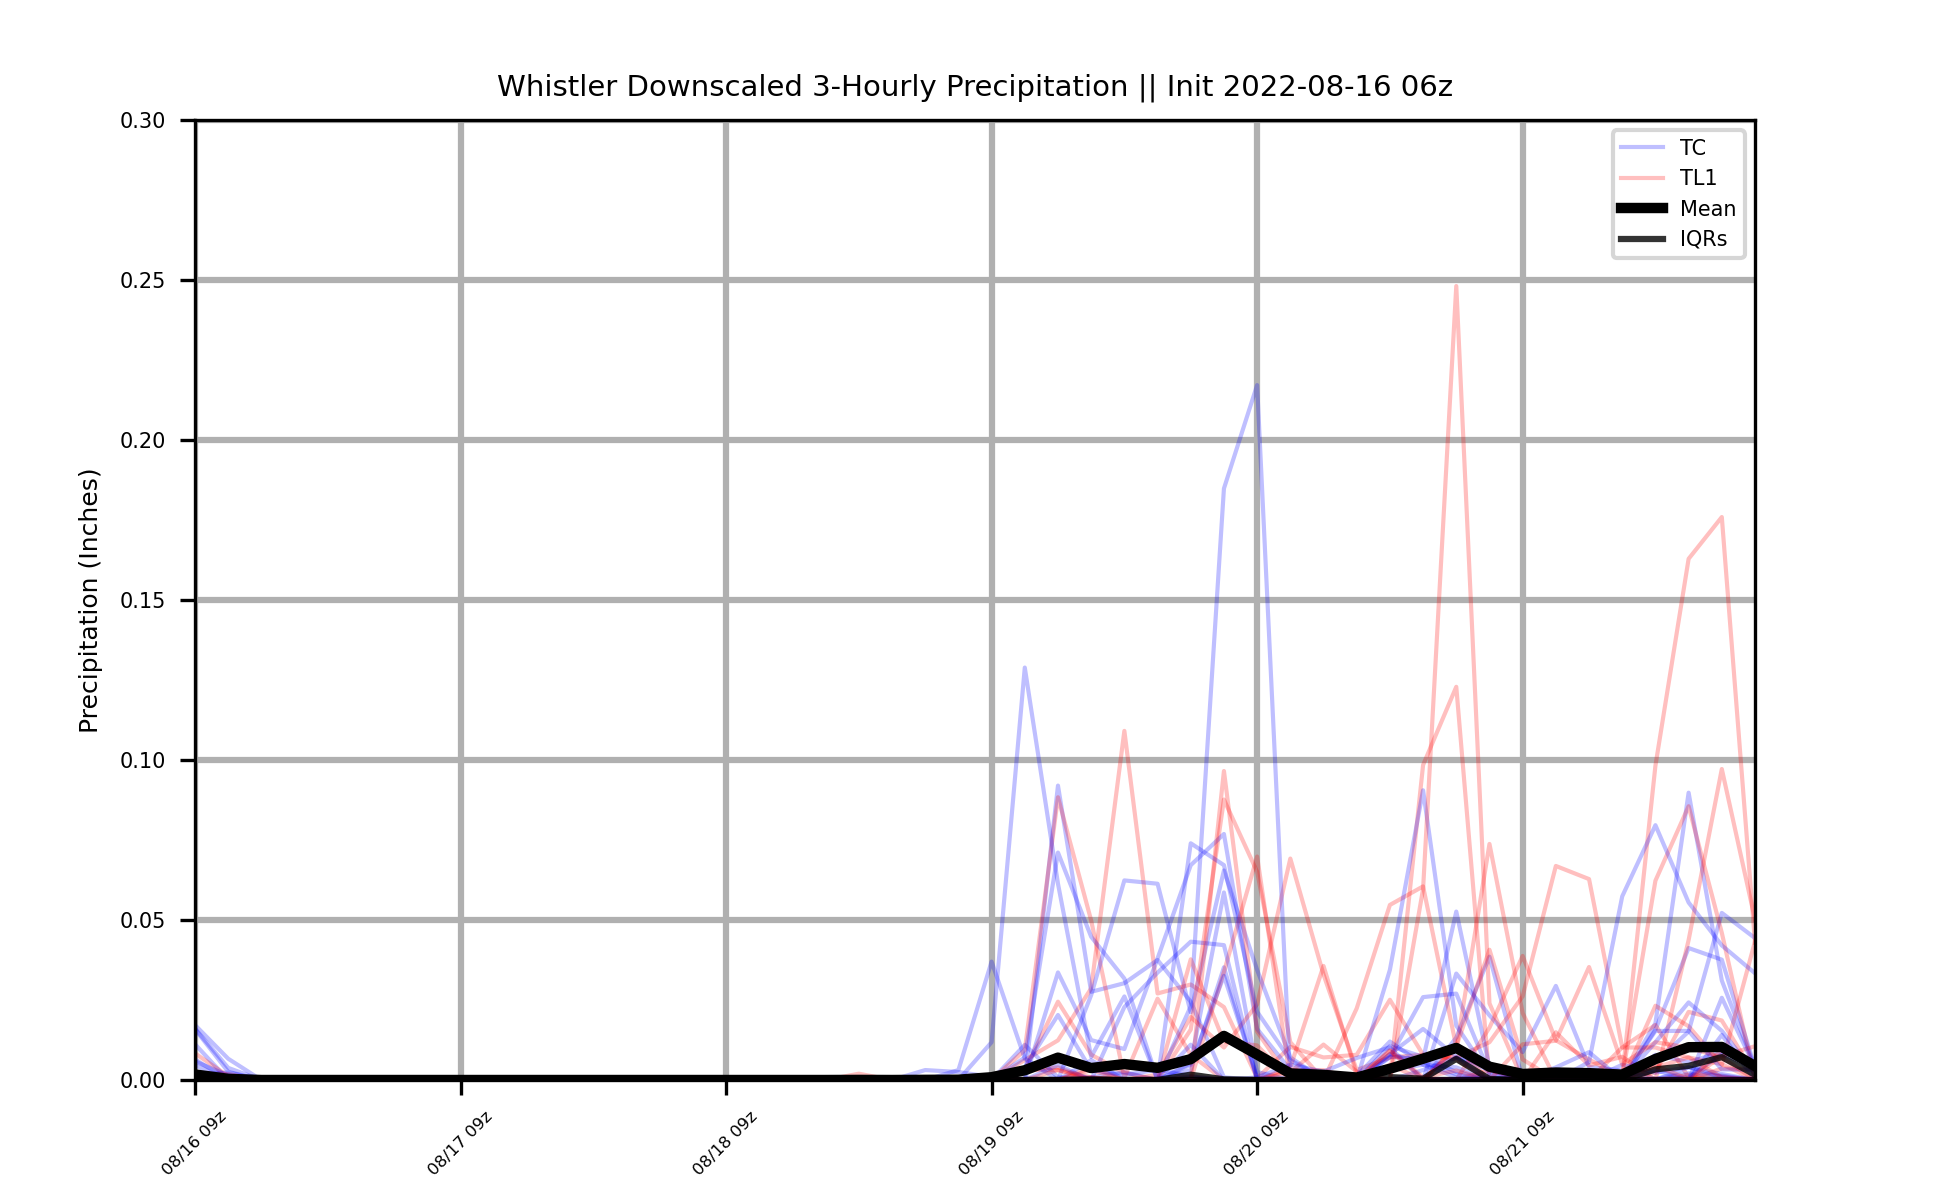 Whistler Downscaled 3-Hourly Precipitation || Init 2022-08-16 06z
0.30
0.25
0.20
0.15
0.10
0.05
0.00
Precipitation (Inches)
TC
TL1
Mean
IQRs
08/16 09z
08/17 09z
08/18 09z
08/19 09z
08/20 09z
08/21 09z